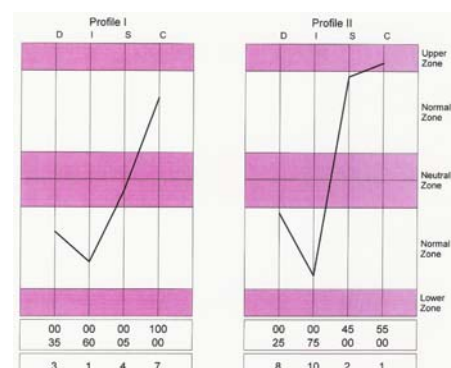 Profile I
D I S C
00 00 00 100
35 60 05 00
3 1 4 7
Profile II
D I S C
00 00 45 55
25 75 00 00
8 10 2 1
Upper
Zone
Normal
Zone
Neutral
Zone
Normal
Zone
Lower
Zone